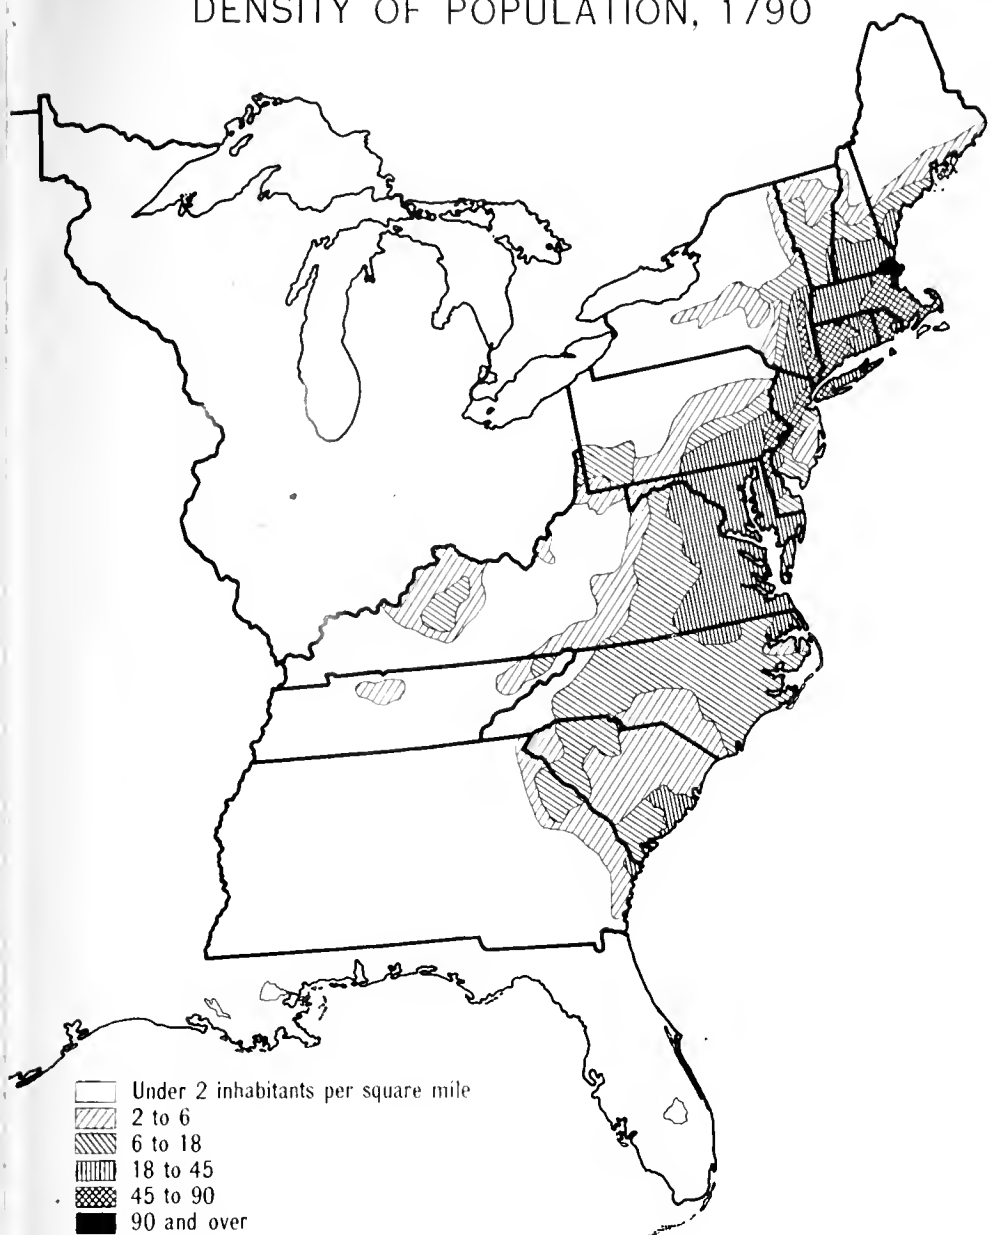 DENSITY OF POPULATION, 1790
Under 2 inhabitants per square mile
2 to 6
6 to 18
18 to 45
45 to 90
90 and over